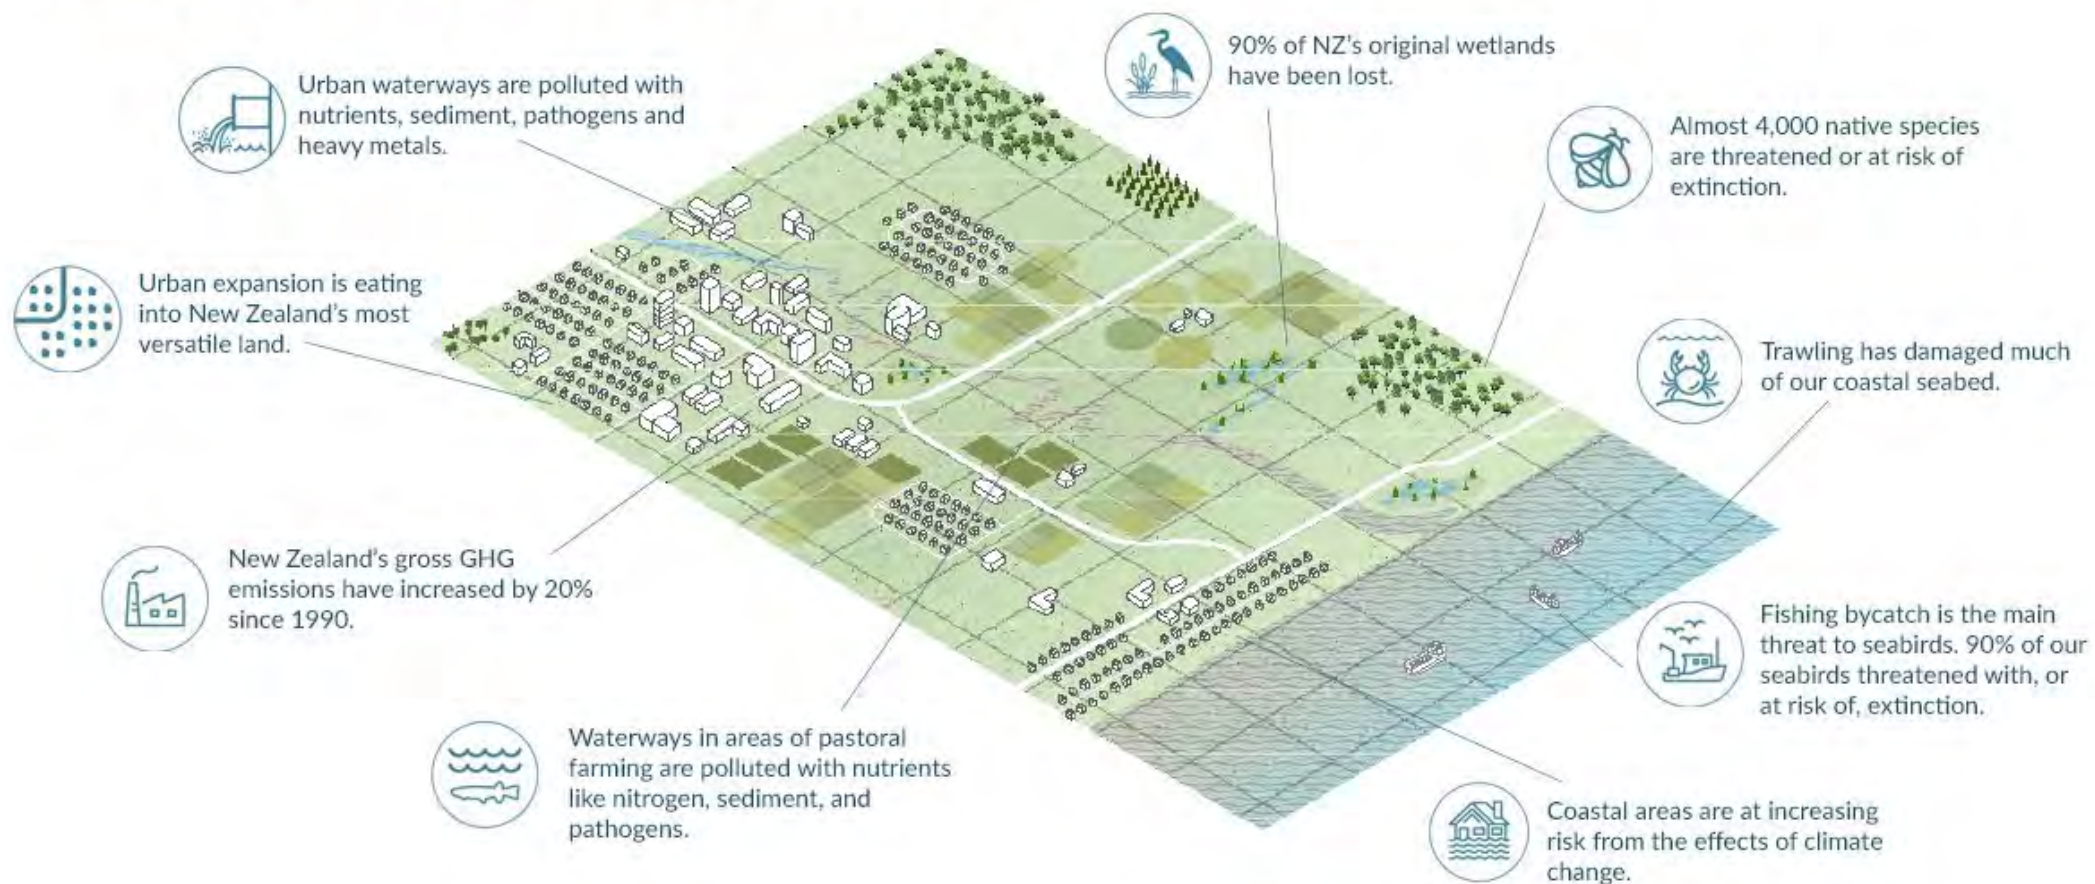 Urban waterways are polluted with
nutrients, sediment, pathogens and
heavy metals.
90% of NZ's original wetlands
have been lost.
Almost 4,000 native species
are threatened or at risk of
extinction.
Urban expansion is eating
into New Zealand's most
versatile land.
Trawling has damaged much
of our coastal seabed.
New Zealand's gross GHG
emissions have increased by 20%
since 1990.
Fishing bycatch is the main
threat to seabirds. 90% of our
seabirds threatened with, or
at risk of, extinction.
Waterways in areas of pastoral
farming are polluted with nutrients
like nitrogen, sediment, and
pathogens.
Coastal areas are at increasing
risk from the effects of climate
change.